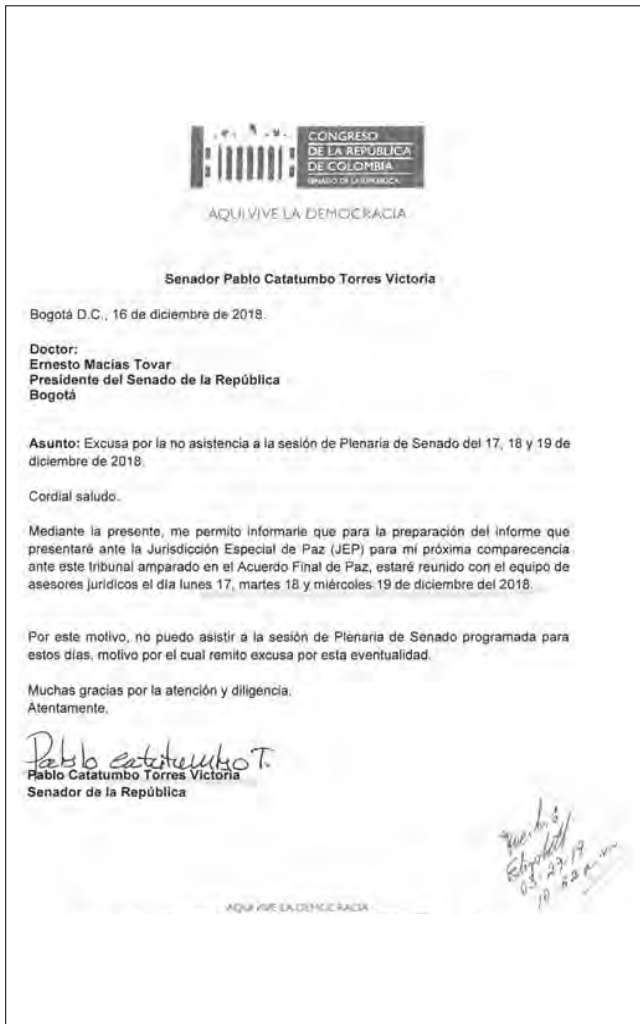 CONGRESO
DE LA REPÚBLICA
DE COLOMBIA
SENADO DE LA REPÚBLICA
AQUI VIVE LA DEMOCRACIA
Senador Pablo Catatumbo Torres Victoria
Bogotá D.C., 16 de diciembre de 2018.
Doctor:
Ernesto Macías Tovar
Presidente del Senado de la República
Bogotá
Asunto: Excusa por la no asistencia a la sesión de Plenaria de Senado del 17, 18 y 19 de
diciembre de 2018.
Cordial saludo.
Mediante la presente, me permito informarle que para la preparación del informe que
presentaré ante la Jurisdicción Especial de Paz (JEP) para mi próxima comparecencia
ante este tribunal amparado en el Acuerdo Final de Paz, estaré reunido con el equipo de
asesores jurídicos el día lunes 17, martes 18 y miércoles 19 de diciembre del 2018.
Por este motivo, no puedo asistir a la sesión de Plenaria de Senado programada para
estos días, motivo por el cual remito excusa por esta eventualidad.
Muchas gracias por la atención y diligencia.
Atentamente,
Pablo Catatumbo T.
Pablo Catatumbo Torres Victoria
Senador de la República
Elizabeth
03. 27. 19
AQUI VIVE LA DEMOCRACIA